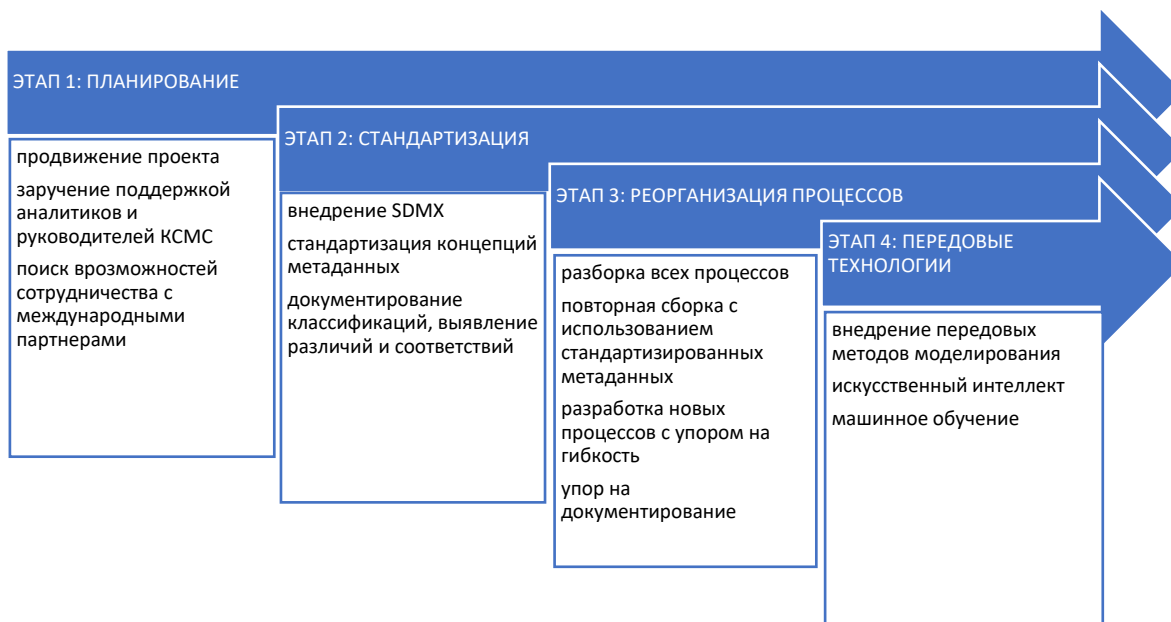 ЭТАП 1: ПЛАНИРОВАНИЕ
продвижение проекта
заручение поддержкой
аналитиков и
руководителей КСМС
поиск врозможностей
сотрудничества с
международными
партнерами
ЭТАП 2: СТАНДАРТИЗАЦИЯ
внедрение SDMX
стандартизация концепций
метаданных
документирование
классификаций, выявление
различий и соответствий
ЭТАП 3: РЕОРГАНИЗАЦИЯ ПРОЦЕССОВ
разборка всех процессов
повторная сборка с
использованием
стандартизированных
метаданных
разработка новых
процессов с упором на
гибкость
упор на
документирование
ЭТАП 4: ПЕРЕДОВЫЕ
ТЕХНОЛОГИИ
внедрение передовых
методов моделирования
искусственный интеллект
машинное обучение